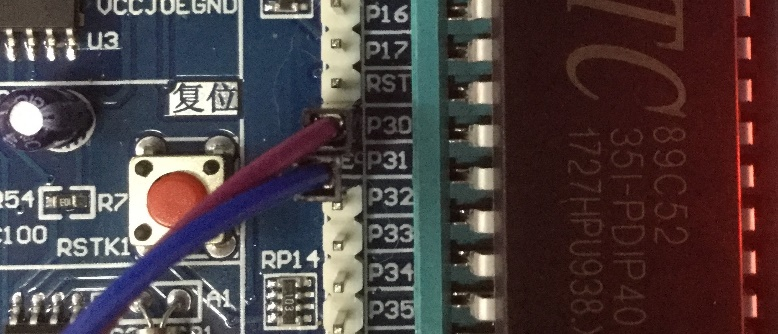 VCCJOEGND
P16
U3
P17
RST
复位
P30
P31
R54
R7
P32
C100
RSTK1
P33
RP14
P34
103
A1
P35
TC
89C52
35I-PDIP40
1727HPU938.